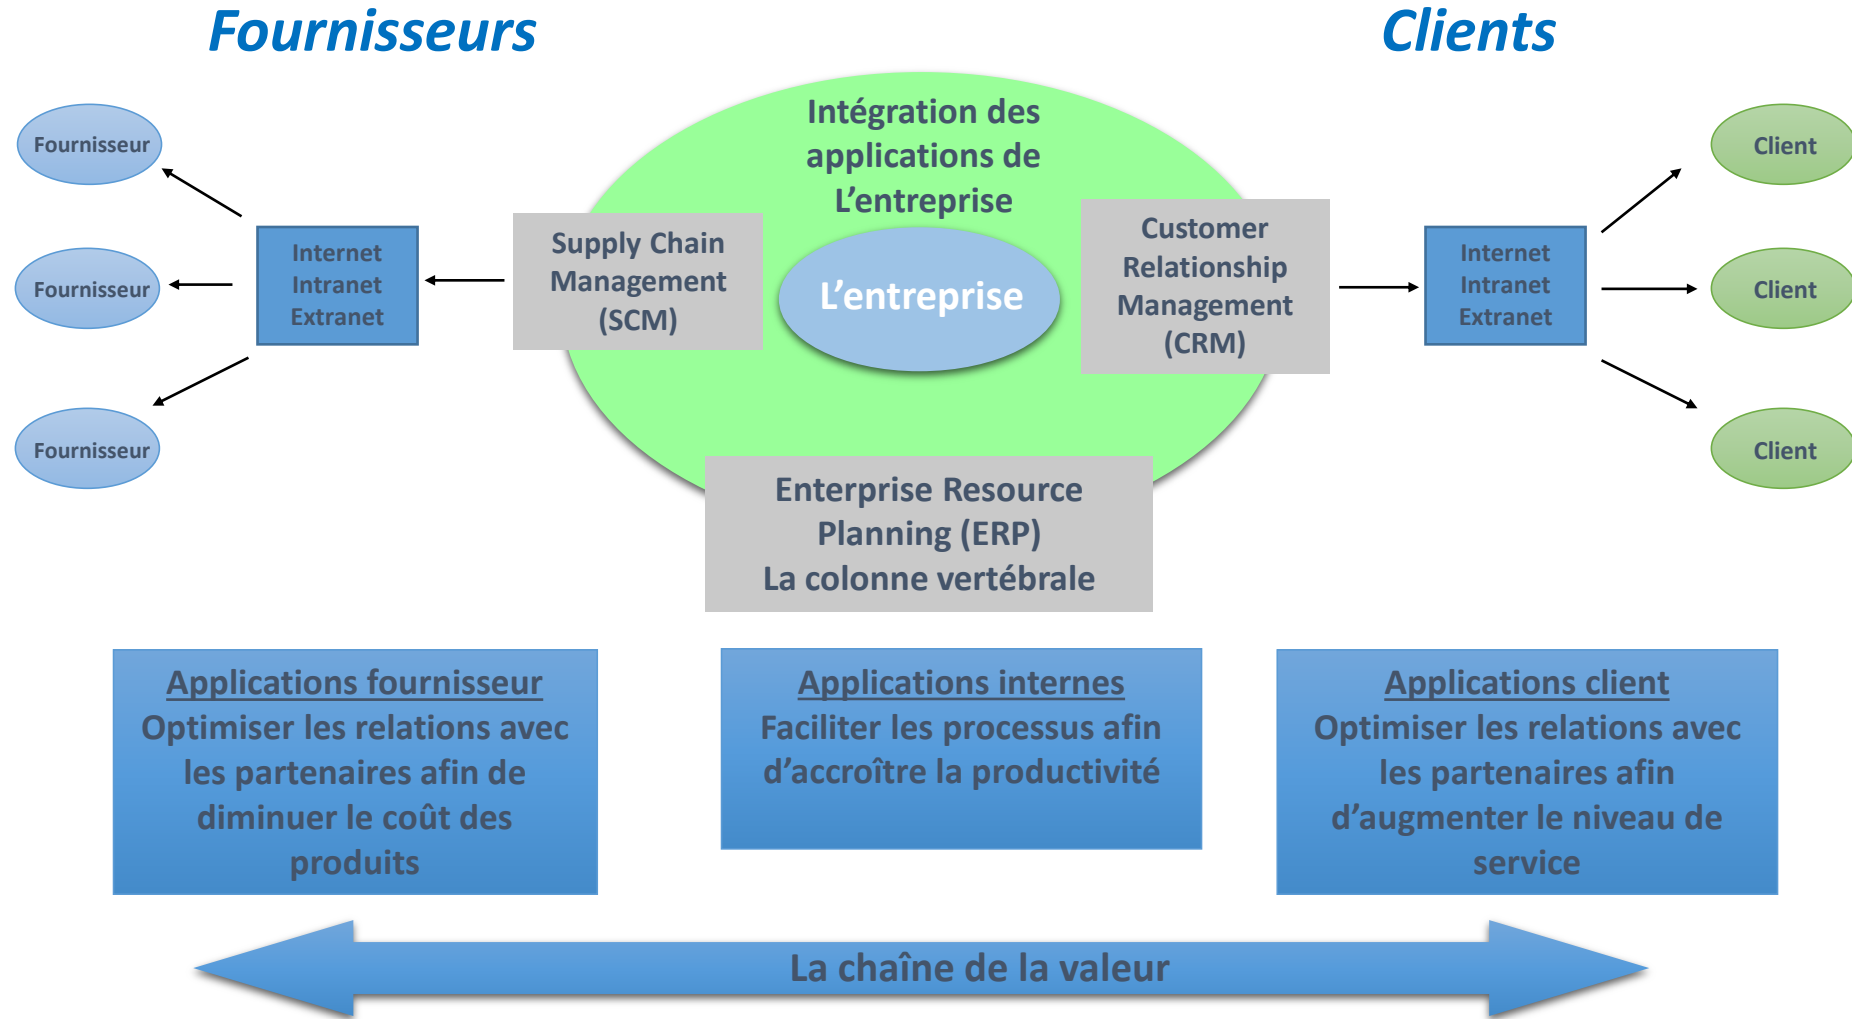 Fournisseurs
Clients
Fournisseur
Fournisseur
Fournisseur
Internet
Intranet
Extranet
Supply Chain
Management
(SCM)
Intégration des
applications de
L’entreprise
L’entreprise
Customer
Relationship
Management
(CRM)
Internet
Intranet
Extranet
Client
Client
Client
Enterprise Resource
Planning (ERP)
La colonne vertébrale
Applications fournisseur
Optimiser les relations avec
les partenaires afin de
diminuer le coût des
produits
Applications internes
Faciliter les processus afin
d’accroître la productivité
Applications client
Optimiser les relations avec
les partenaires afin
d’augmenter le niveau de
service
La chaîne de la valeur